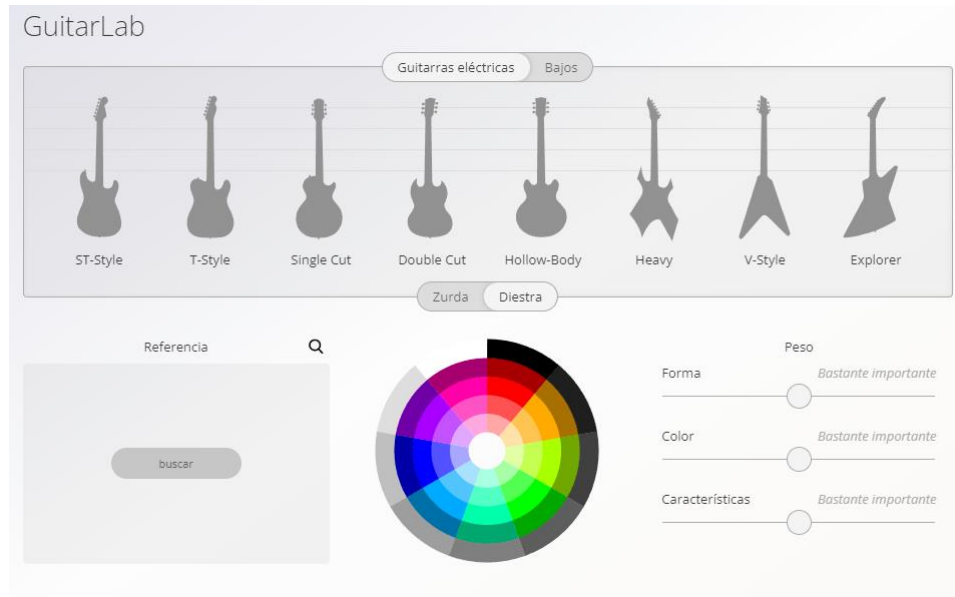 GuitarLab
Guitarras eléctricas Bajos
ST-Style T-Style Single Cut Double Cut Hollow-Body Heavy V-Style Explorer
Zurda Diestra
Referencia
buscar
Peso
Forma Bastante importante
Color Bastante importante
Características Bastante importante